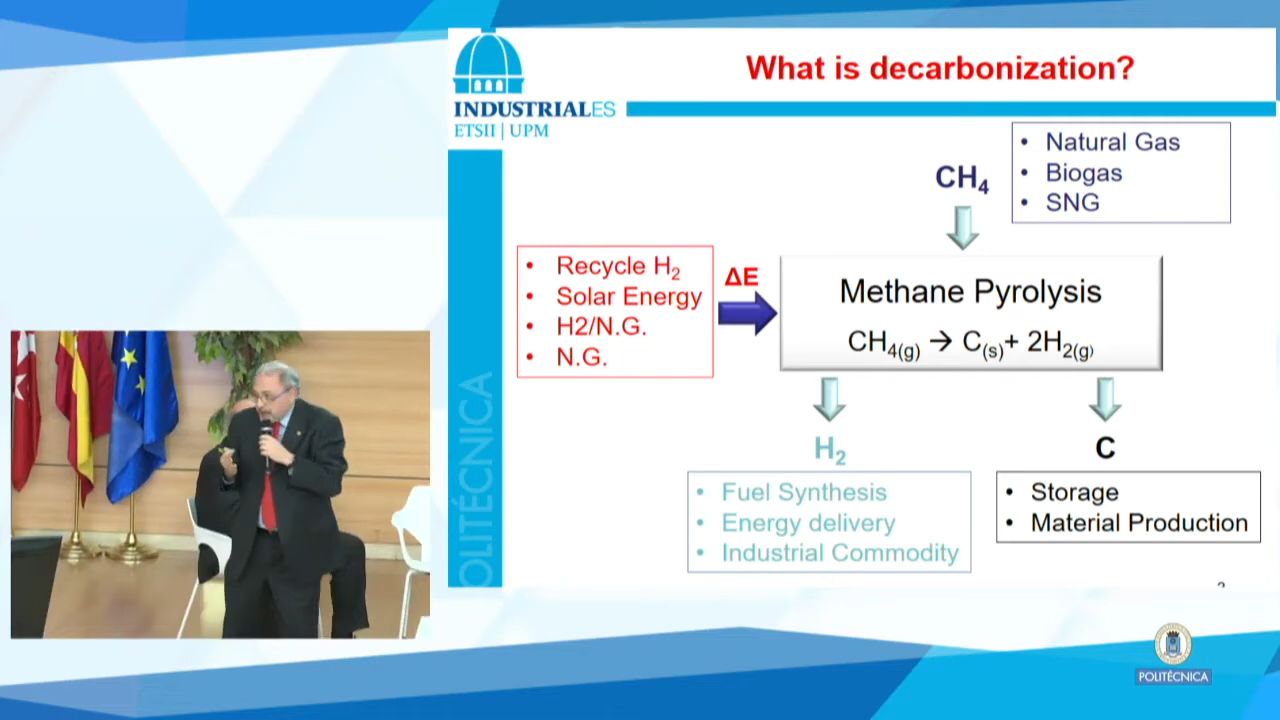 What is decarbonization?
INDUSTRIALES
ETSII | UPM
CH₄
• Natural Gas
• Biogas
• SNG
• Recycle H₂
• Solar Energy
• H2/N.G.
• N.G.
ΔE
Methane Pyrolysis
CH₄₍g₎ → C₍s₎+ 2H₂₍g₎
H₂
C
• Fuel Synthesis
• Energy delivery
• Industrial Commodity
• Storage
• Material Production
POLITÉCNICA